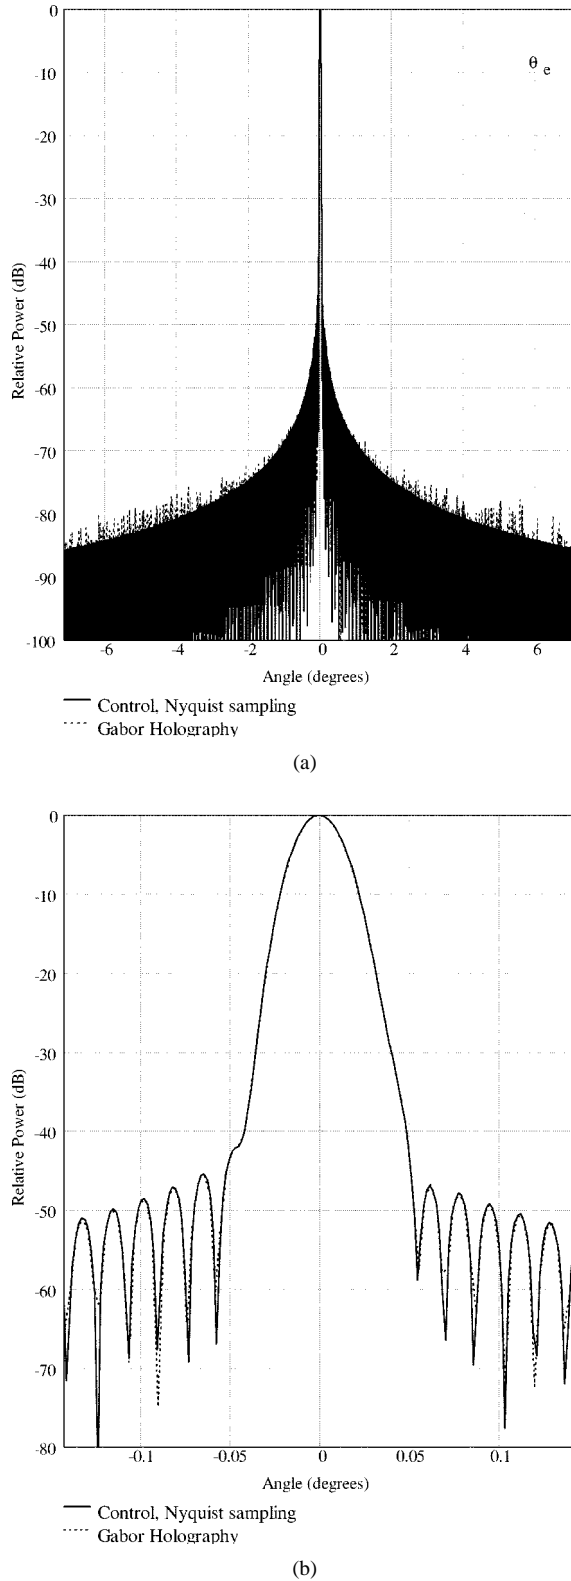 0
-10
θ e
-20
-30
-40
-50
-60
-70
-80
-90
-100
Relative Power (dB)
-6 -4 -2 0 2 4 6
Angle (degrees)
Control, Nyquist sampling
Gabor Holography
(a)
0
-10
-20
-30
-40
-50
-60
-70
-80
Relative Power (dB)
-0.1 -0.05 0 0.05 0.1
Angle (degrees)
Control, Nyquist sampling
Gabor Holography
(b)